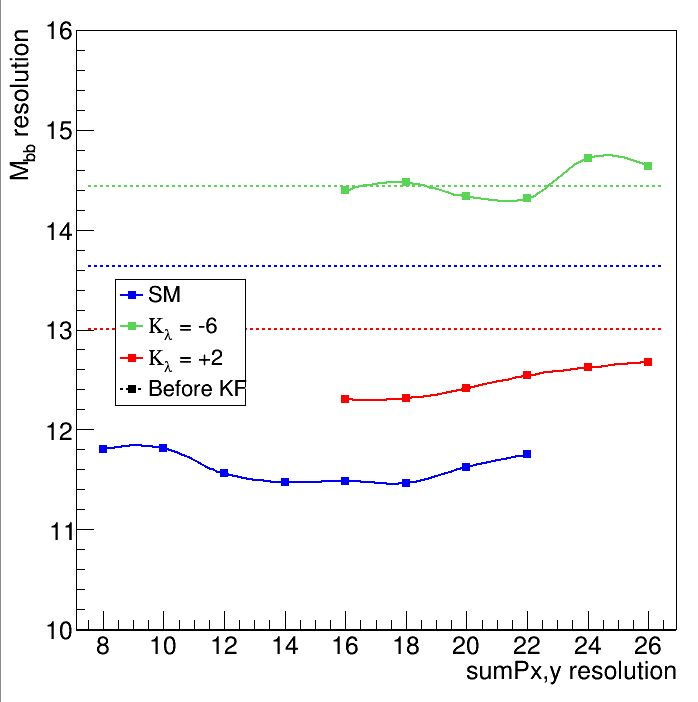 M_bb resolution
16
15
14
13
12
11
10
SM
K_λ = -6
K_λ = +2
Before KF
8 10 12 14 16 18 20 22 24 26
sumPx,y resolution